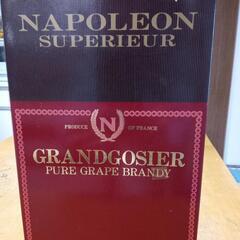 NAPOLEON
SUPERIEUR
PRODUCE N OF FRANCE
GRANDGOSIER
PURE GRAPE BRANDY